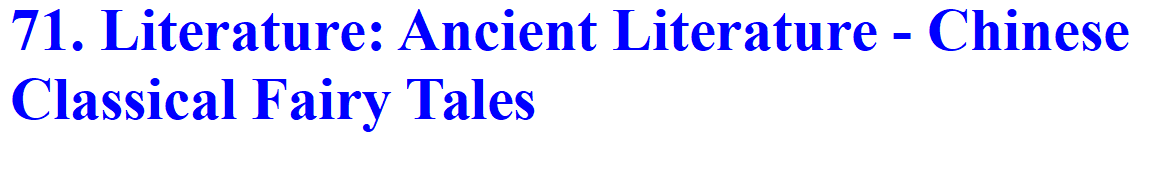 71. Literature: Ancient Literature - Chinese
Classical Fairy Tales